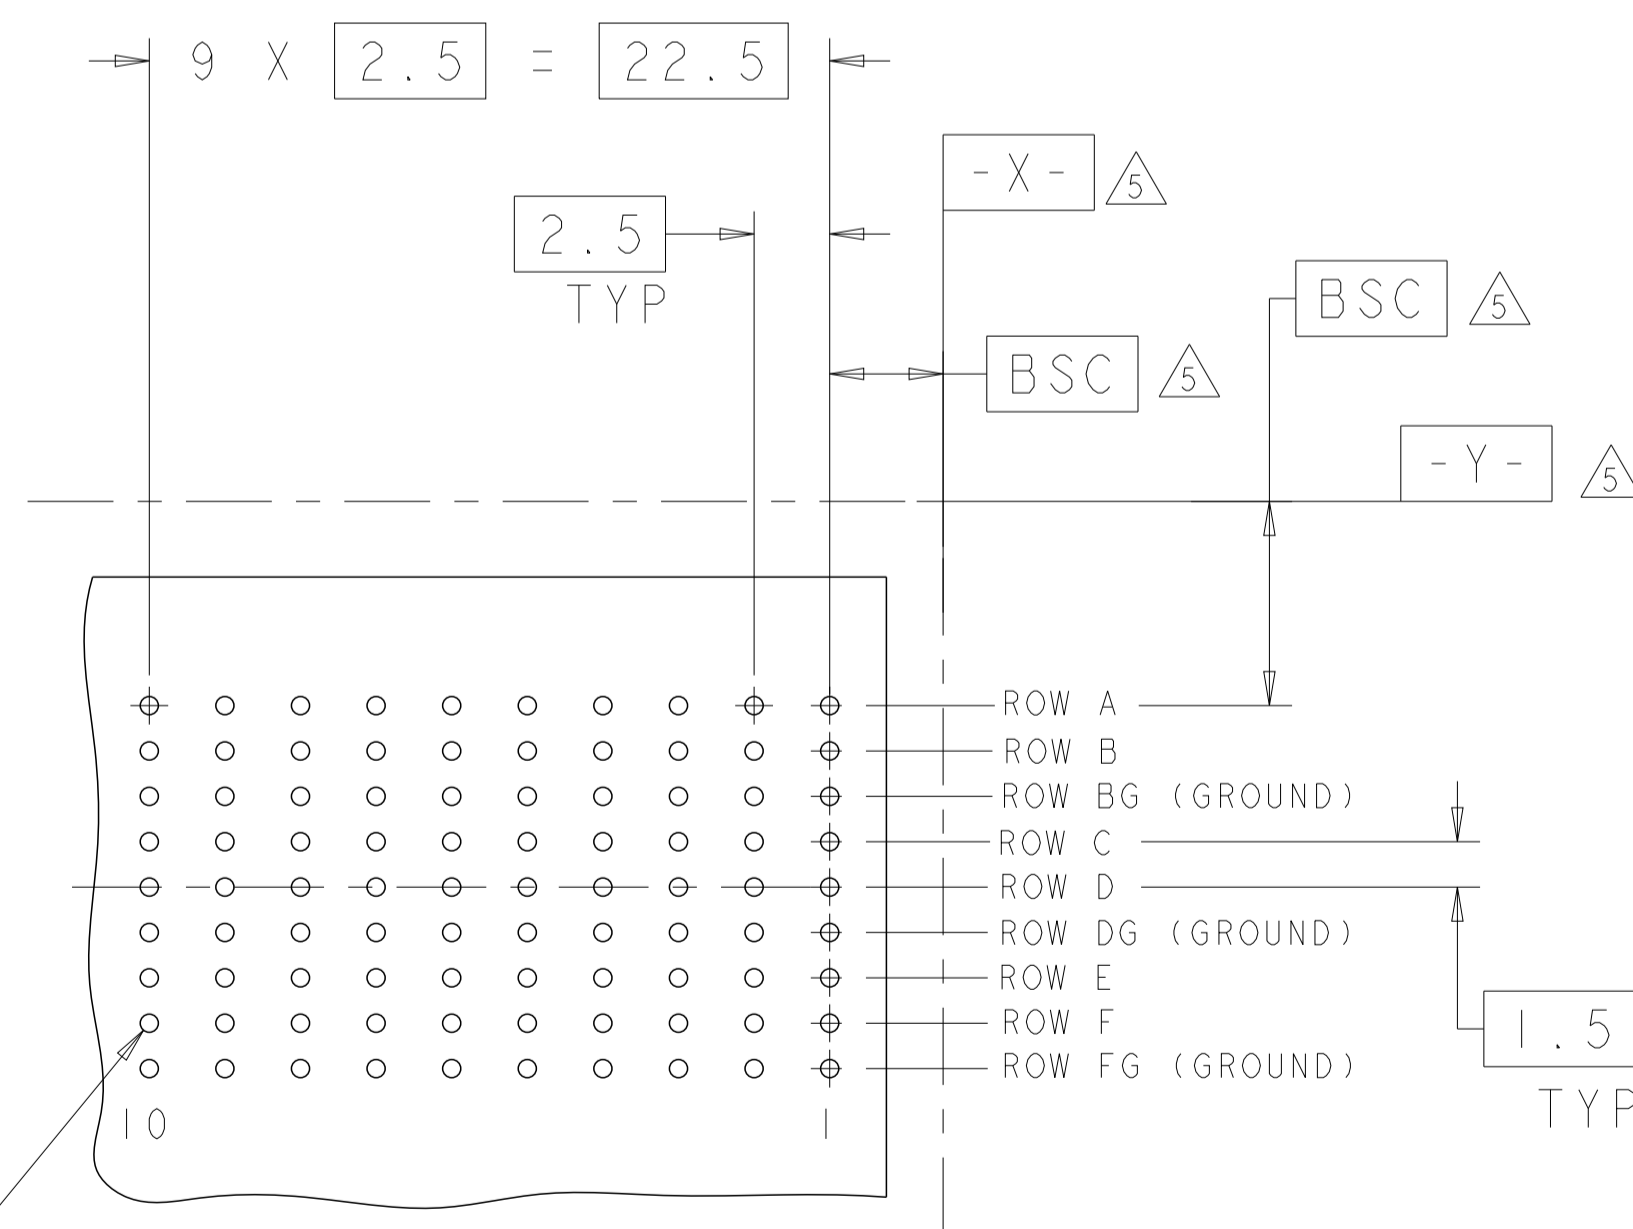 9 X 2.5 = 22.5
-X- 5
2.5
TYP
BSC 5
BSC 5
-Y- 5
ROW A
ROW B
ROW BG (GROUND)
ROW C
ROW D
ROW DG (GROUND)
ROW E
ROW F
1.5
ROW FG (GROUND)
TYP
10 1